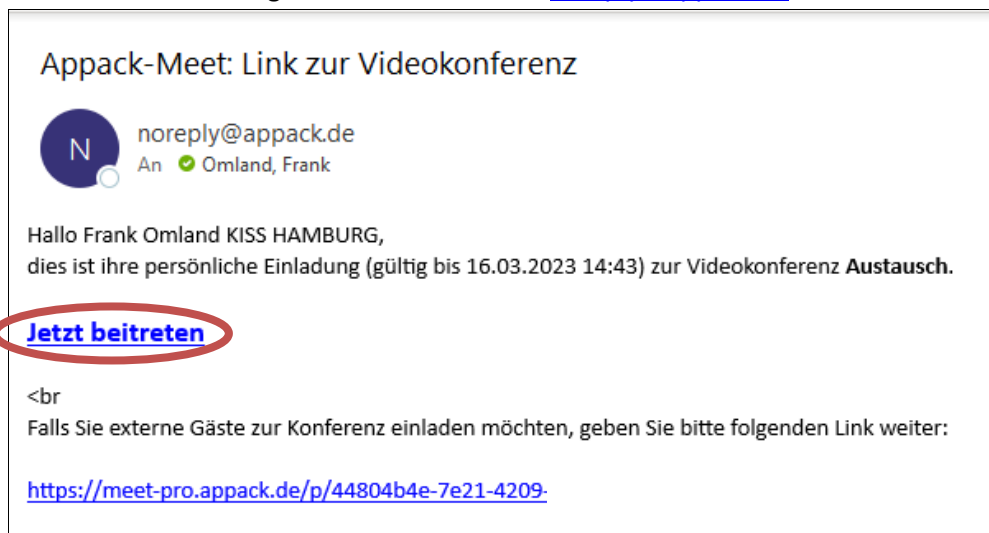 Appack-Meet: Link zur Videokonferenz
N
noreply@appack.de
An Omland, Frank
Hallo Frank Omland KISS HAMBURG,
dies ist ihre persönliche Einladung (gültig bis 16.03.2023 14:43) zur Videokonferenz Austausch.
Jetzt beitreten
<br
Falls Sie externe Gäste zur Konferenz einladen möchten, geben Sie bitte folgenden Link weiter:
https://meet-pro.appack.de/p/44804b4e-7e21-4209-